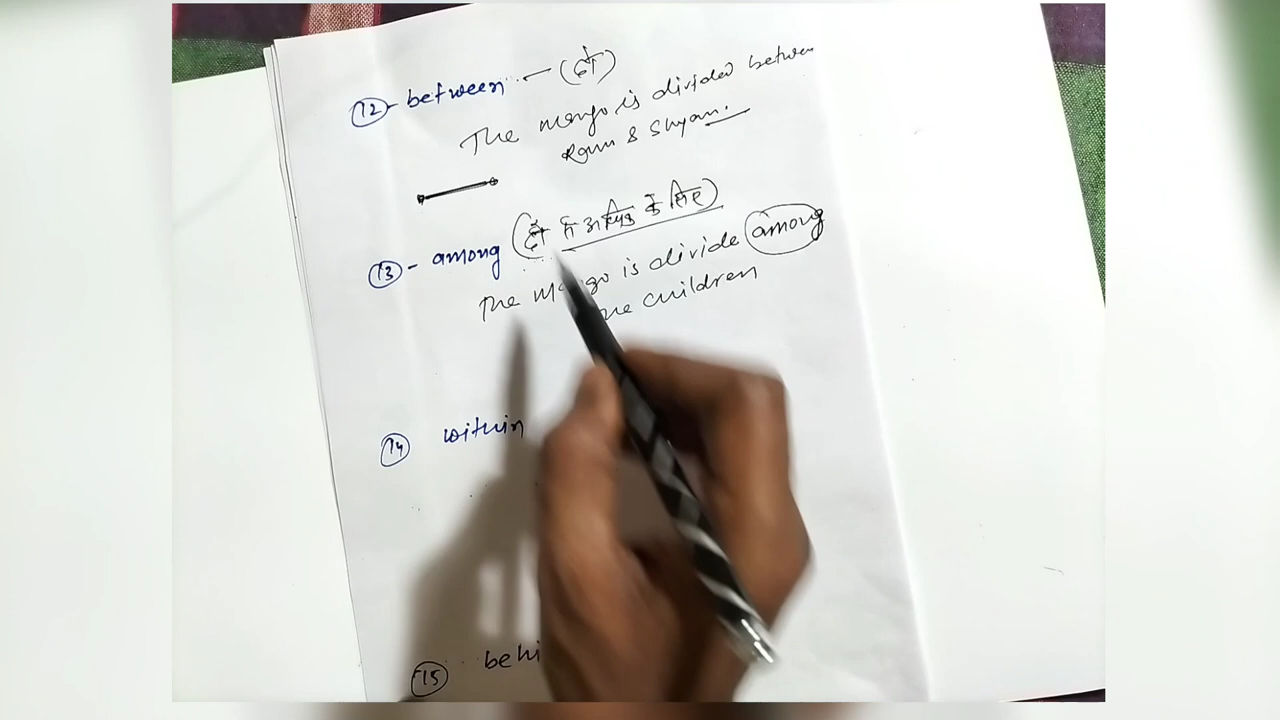 12 - between - (दो)
The mango is divided between
Ram & Shyam.
13 - among (दो से अधिक के लिए)
The Mango is divide among
children
14 within
15 behi